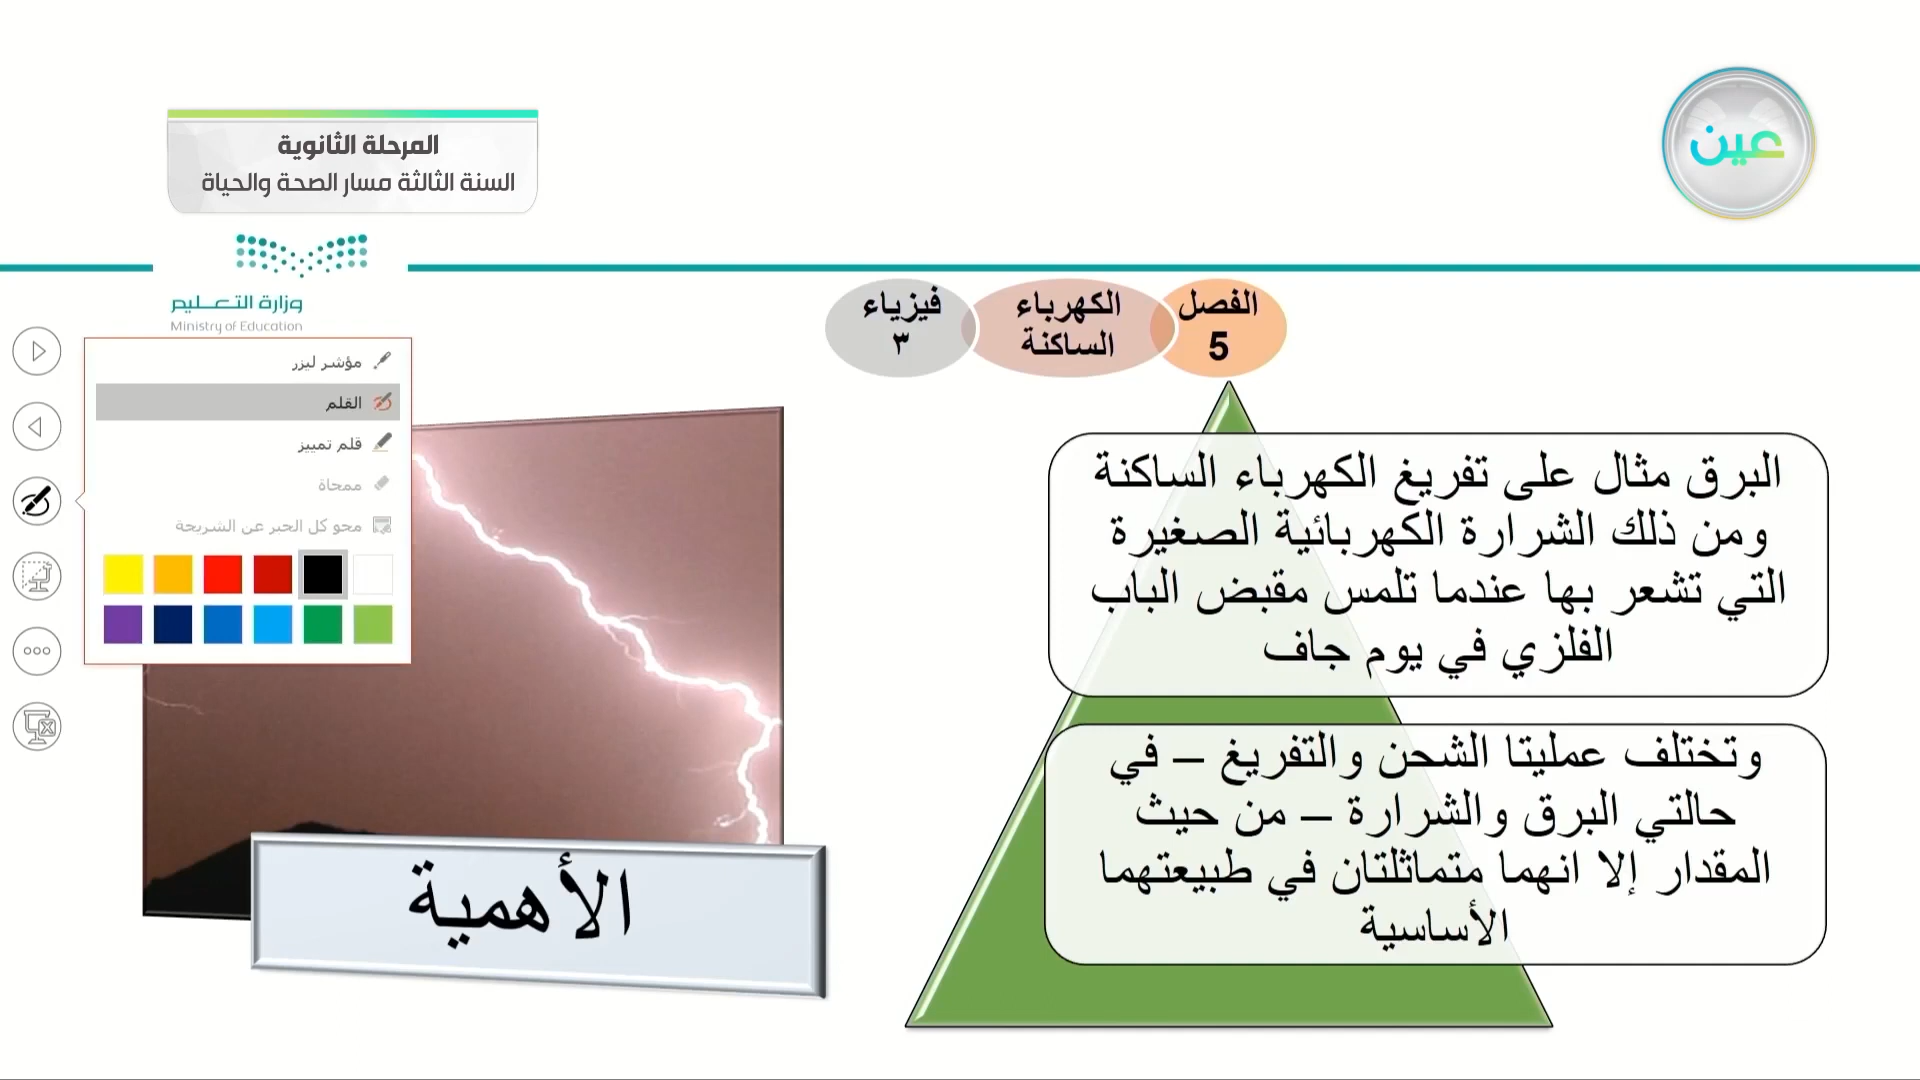 المرحلة الثانوية
السنة الثالثة مسار الصحة والحياة
عين
وزارة التعليم
Ministry of Education
الفصل 5
الكهرباء الساكنة
فيزياء ٣
مؤشر ليزر
القلم
قلم تمييز
ممحاة
محو كل الحبر عن الشريحة
البرق مثال على تفريغ الكهرباء الساكنة
ومن ذلك الشرارة الكهربائية الصغيرة
التي تشعر بها عندما تلمس مقبض الباب
الفلزي في يوم جاف
وتختلف عمليتا الشحن والتفريغ – في
حالتي البرق والشرارة – من حيث
المقدار إلا انهما متماثلتان في طبيعتهما
الأساسية
الأهمية